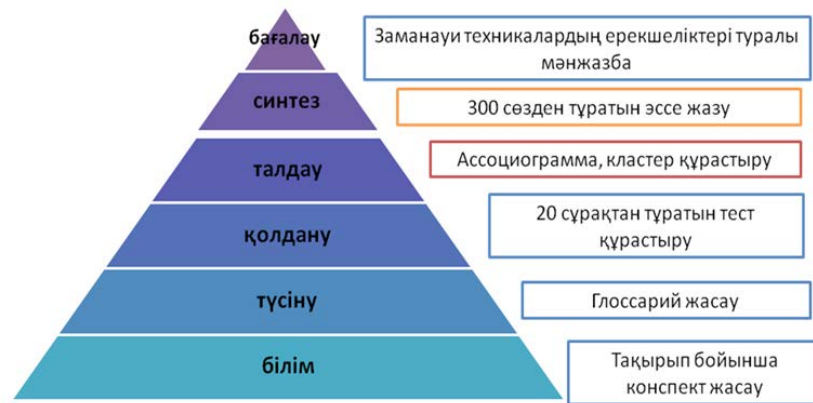 бағалау
Заманауи техникалардың ерекшеліктері туралы
мәнжазба
синтез
300 сөзден тұратын эссе жазу
талдау
Ассоциограмма, кластер құрастыру
қолдану
20 сұрақтан тұратын тест
құрастыру
түсіну
Глоссарий жасау
білім
Тақырып бойынша
конспект жасау